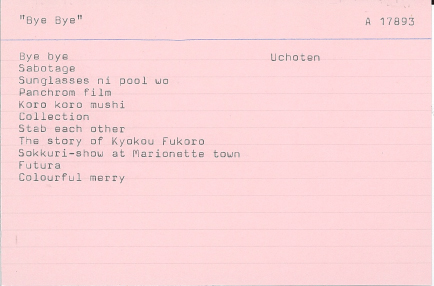 "Bye Bye" A 17893
Bye bye Uchoten
Sabotage
Sunglasses ni pool wo
Panchrom film
Koro koro mushi
Collection
Stab each other
The story of Kyokou Fukoro
Sokkuri-show at Marionette town
Futura
Colourful merry